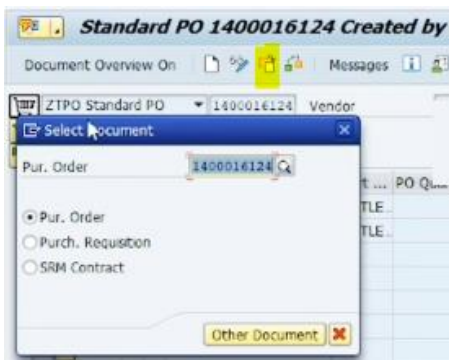 Standard PO 1400016124 Created by
Document Overview On Messages
ZTPO Standard PO 1400016124 Vendor
Select Document
Pur. Order 1400016124
t ... PO Qu
TLE
Pur. Order
TLE
Purch. Requisition
SRM Contract
Other Document